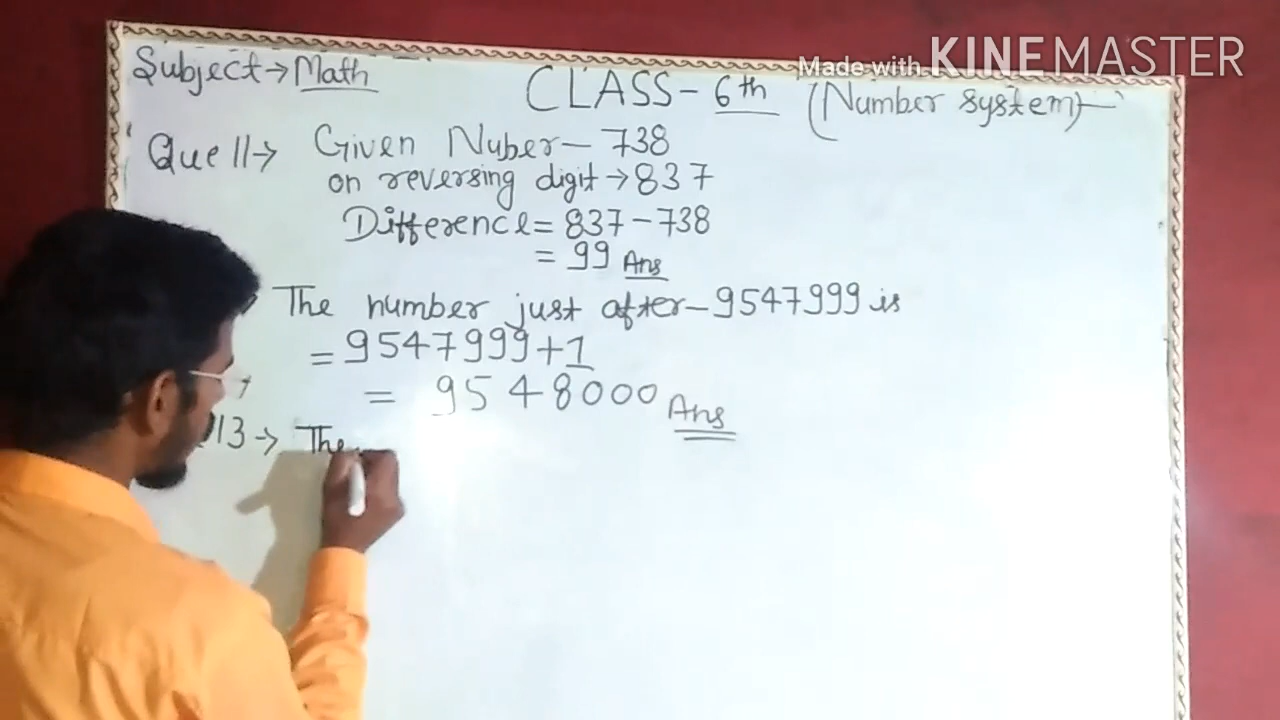 Made with KINEMASTER
Subject→Math
CLASS- 6th (Number system)
Que 11→ Given Nuber- 738
on reversing digit→837
Difference= 837-738
= 99 Ans
The number just after-9547999 is
= 9547999+1
= 9548000 Ans
13→ The